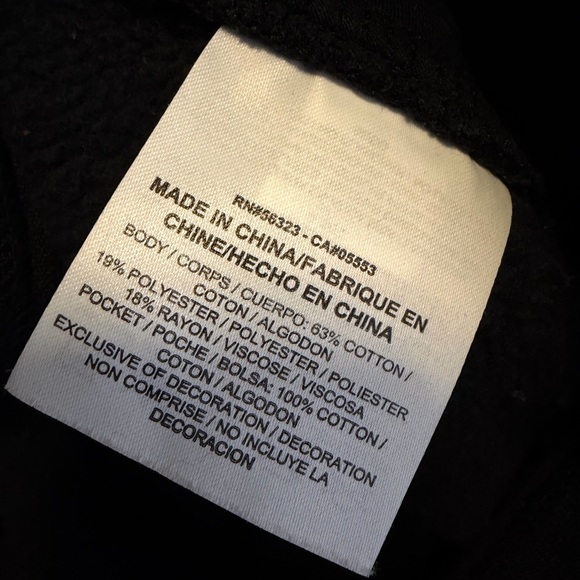 RN#56323 - CA#05553
MADE IN CHINA/FABRIQUE EN
CHINE/HECHO EN CHINA
BODY / CORPS / CUERPO: 63% COTTON /
COTON / ALGODON
19% POLYESTER / POLYESTER / POLIESTER
18% RAYON / VISCOSE / VISCOSA
POCKET / POCHE / BOLSA: 100% COTTON /
COTON / ALGODON
EXCLUSIVE OF DECORATION / DECORATION
NON COMPRISE / NO INCLUYE LA
DECORACION